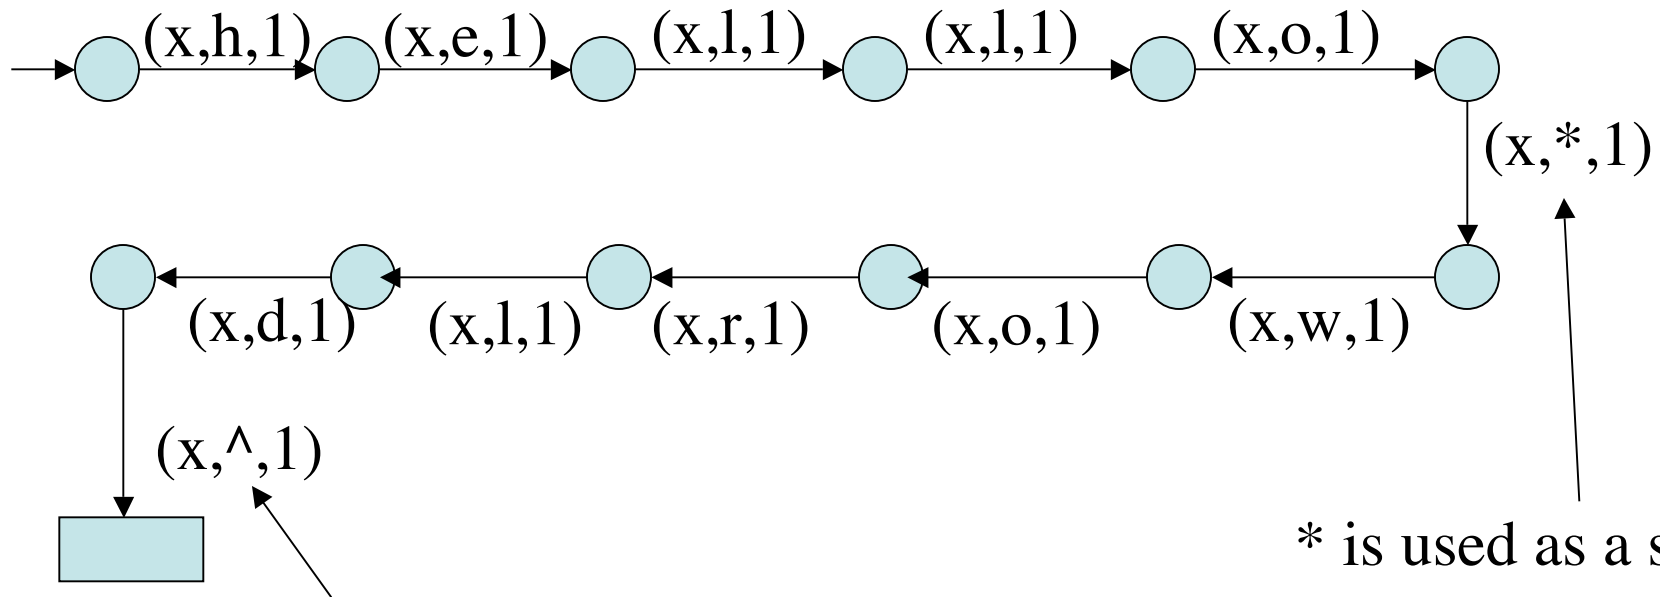 (x,h,1) (x,e,1) (x,l,1) (x,l,1) (x,o,1)
(x,*,1)
(x,d,1) (x,l,1) (x,r,1) (x,o,1) (x,w,1)
(x,^,1)
* is used as a